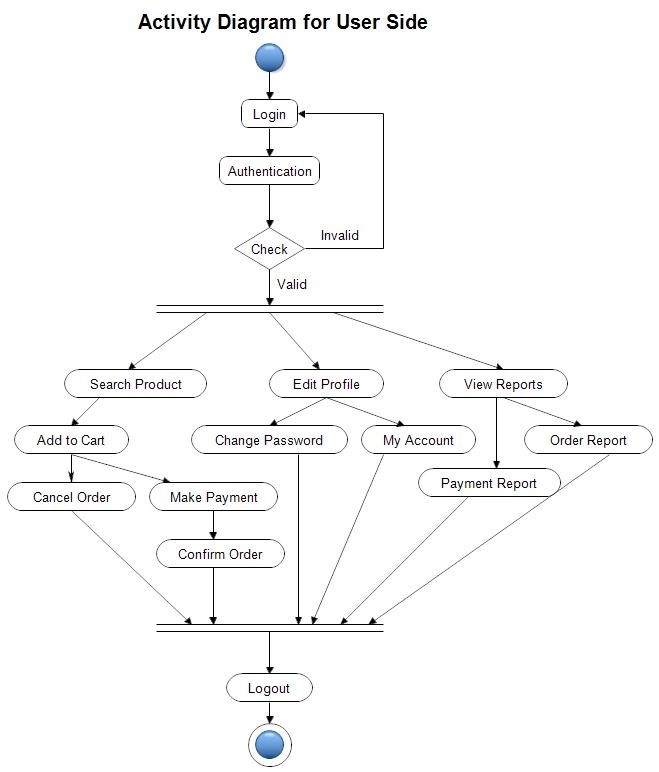 Activity Diagram for User Side
Login
Authentication
Check
Invalid
Valid
Search Product
Edit Profile
View Reports
Add to Cart
Change Password
My Account
Order Report
Cancel Order
Make Payment
Payment Report
Confirm Order
Logout